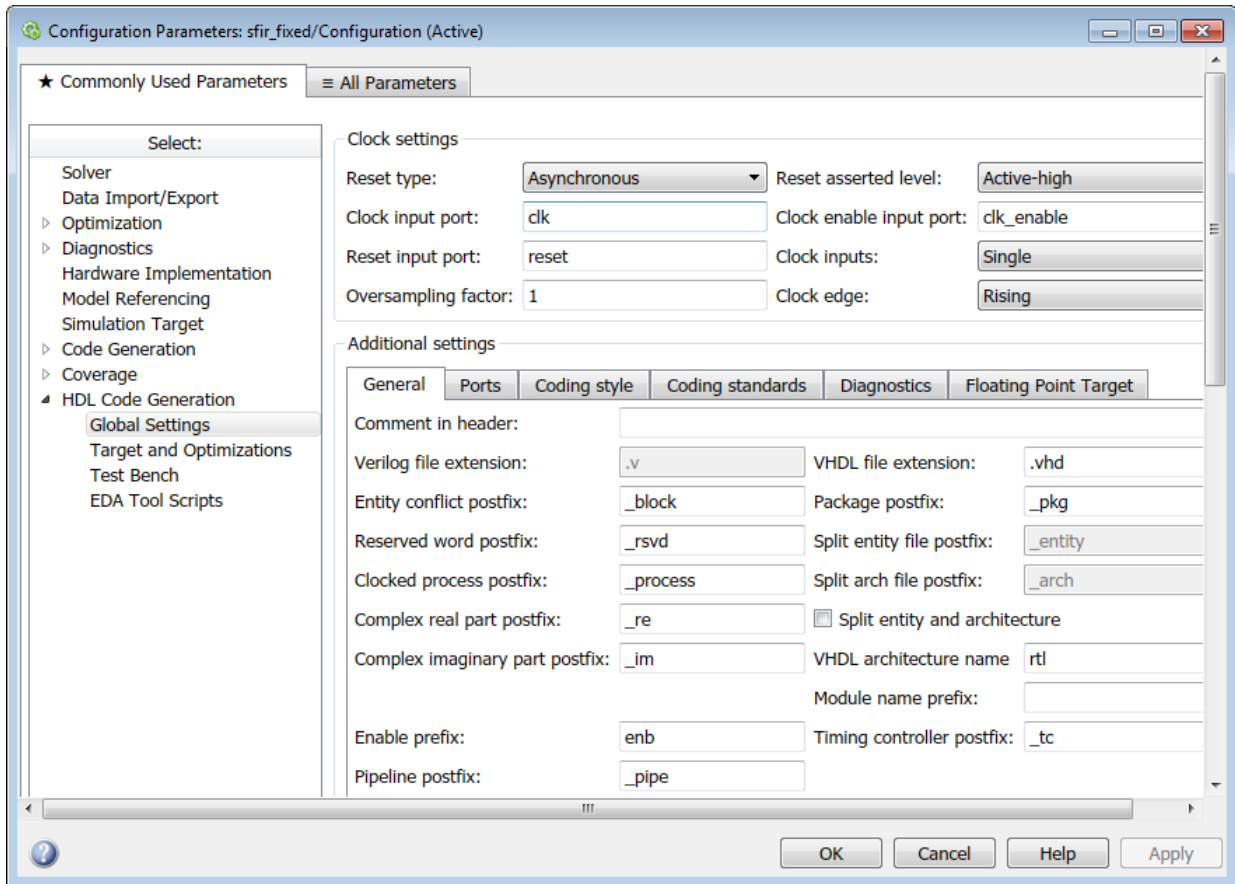 Configuration Parameters: sfir_fixed/Configuration (Active)
★ Commonly Used Parameters
≡ All Parameters
Select:
Solver
Data Import/Export
Optimization
Diagnostics
Hardware Implementation
Model Referencing
Simulation Target
Code Generation
Coverage
HDL Code Generation
Global Settings
Target and Optimizations
Test Bench
EDA Tool Scripts
Clock settings
Reset type: Asynchronous Reset asserted level: Active-high
Clock input port: clk Clock enable input port: clk_enable
Reset input port: reset Clock inputs: Single
Oversampling factor: 1 Clock edge: Rising
Additional settings
General Ports Coding style Coding standards Diagnostics Floating Point Target
Comment in header:
Verilog file extension: .v VHDL file extension: .vhd
Entity conflict postfix: _block Package postfix: _pkg
Reserved word postfix: _rsvd Split entity file postfix: _entity
Clocked process postfix: _process Split arch file postfix: _arch
Complex real part postfix: _re Split entity and architecture
Complex imaginary part postfix: _im VHDL architecture name rtl
Module name prefix:
Enable prefix: enb Timing controller postfix: _tc
Pipeline postfix: _pipe
OK Cancel Help Apply